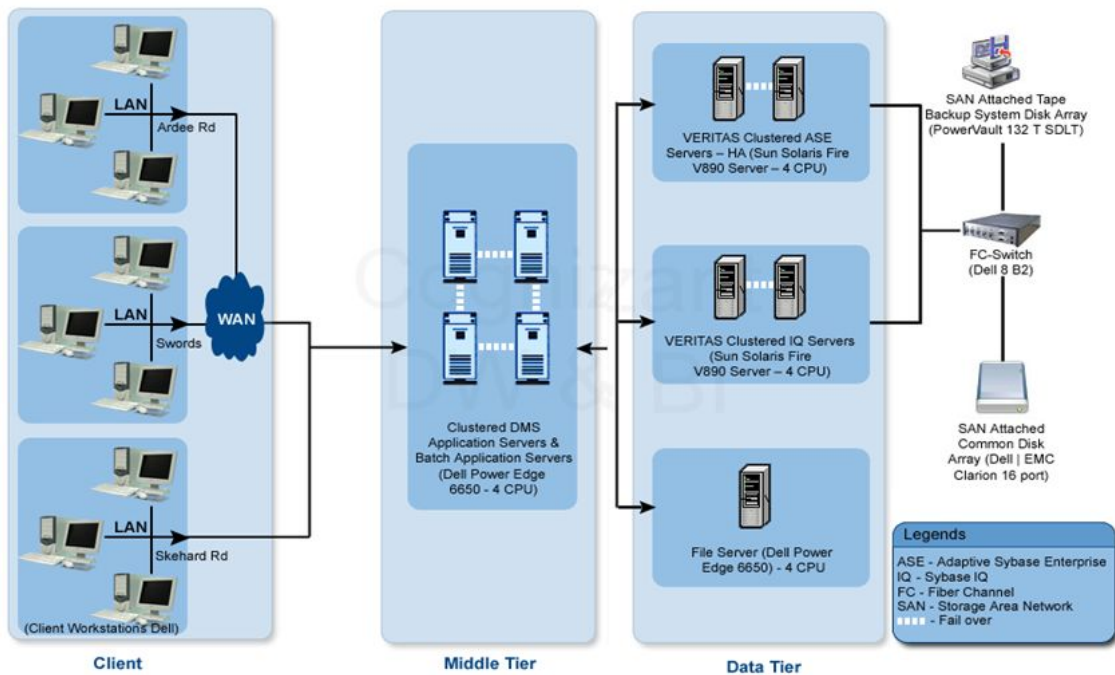 LAN
Ardee Rd
LAN
Swords
WAN
LAN
Skehard Rd
(Client Workstations Dell)
Client
Clustered DMS
Application Servers &
Batch Application Servers
(Dell Power Edge
6650 - 4 CPU)
Middle Tier
VERITAS Clustered ASE
Servers – HA (Sun Solaris Fire
V890 Server – 4 CPU)
VERITAS Clustered IQ Servers
(Sun Solaris Fire
V890 Server – 4 CPU)
File Server (Dell Power
Edge 6650) - 4 CPU
Data Tier
SAN Attached Tape
Backup System Disk Array
(PowerVault 132 T SDLT)
FC-Switch
(Dell 8 B2)
SAN Attached
Common Disk
Array (Dell | EMC
Clarion 16 port)
Legends
ASE - Adaptive Sybase Enterprise
IQ - Sybase IQ
FC - Fiber Channel
SAN - Storage Area Network
- Fail over
Cognizant
DW & BI